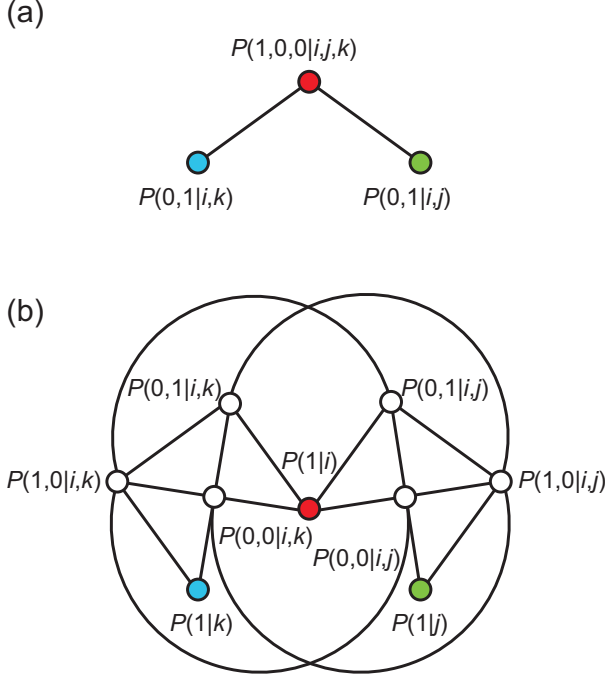 (a)
P(1,0,0|i,j,k)
P(0,1|i,k)
P(0,1|i,j)
(b)
P(0,1|i,k)
P(0,1|i,j)
P(1|i)
P(1,0|i,k)
P(1,0|i,j)
P(0,0|i,k)
P(0,0|i,j)
P(1|k)
P(1|j)